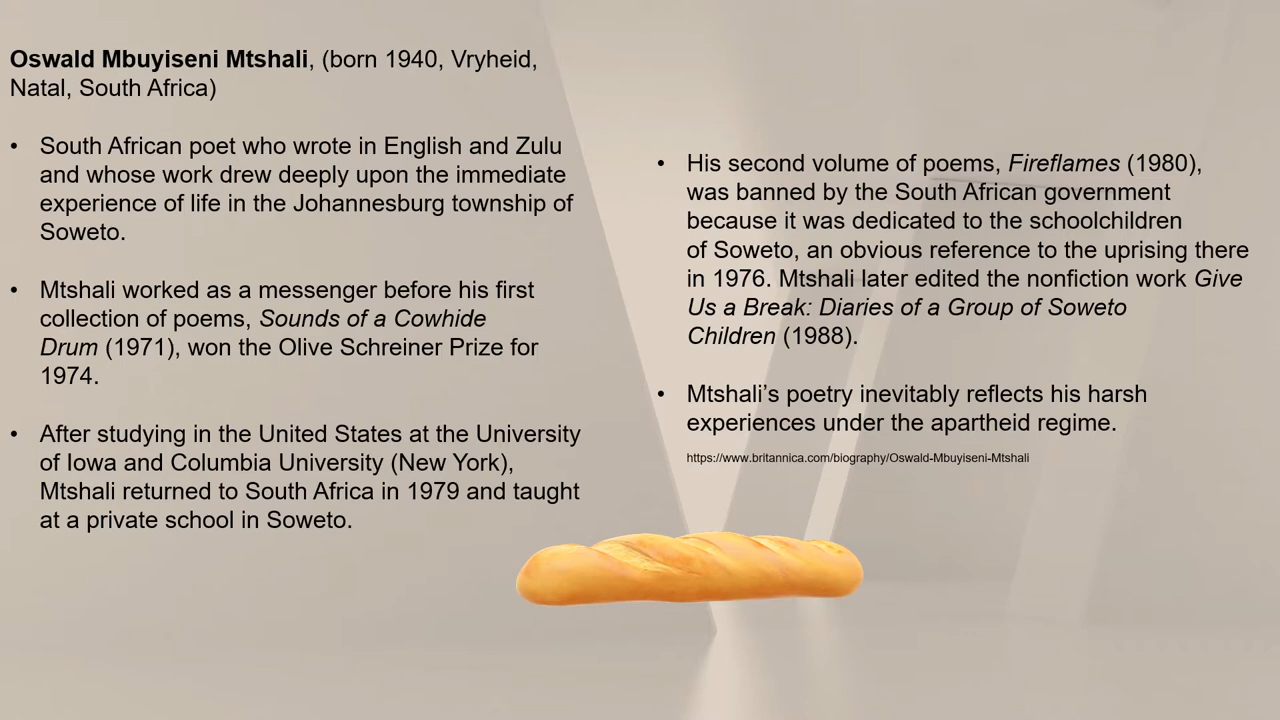 Oswald Mbuyiseni Mtshali, (born 1940, Vryheid,
Natal, South Africa)
• South African poet who wrote in English and Zulu
and whose work drew deeply upon the immediate
experience of life in the Johannesburg township of
Soweto.
• Mtshali worked as a messenger before his first
collection of poems, Sounds of a Cowhide
Drum (1971), won the Olive Schreiner Prize for
1974.
• After studying in the United States at the University
of Iowa and Columbia University (New York),
Mtshali returned to South Africa in 1979 and taught
at a private school in Soweto.
• His second volume of poems, Fireflames (1980),
was banned by the South African government
because it was dedicated to the schoolchildren
of Soweto, an obvious reference to the uprising there
in 1976. Mtshali later edited the nonfiction work Give
Us a Break: Diaries of a Group of Soweto
Children (1988).
• Mtshali’s poetry inevitably reflects his harsh
experiences under the apartheid regime.
https://www.britannica.com/biography/Oswald-Mbuyiseni-Mtshali